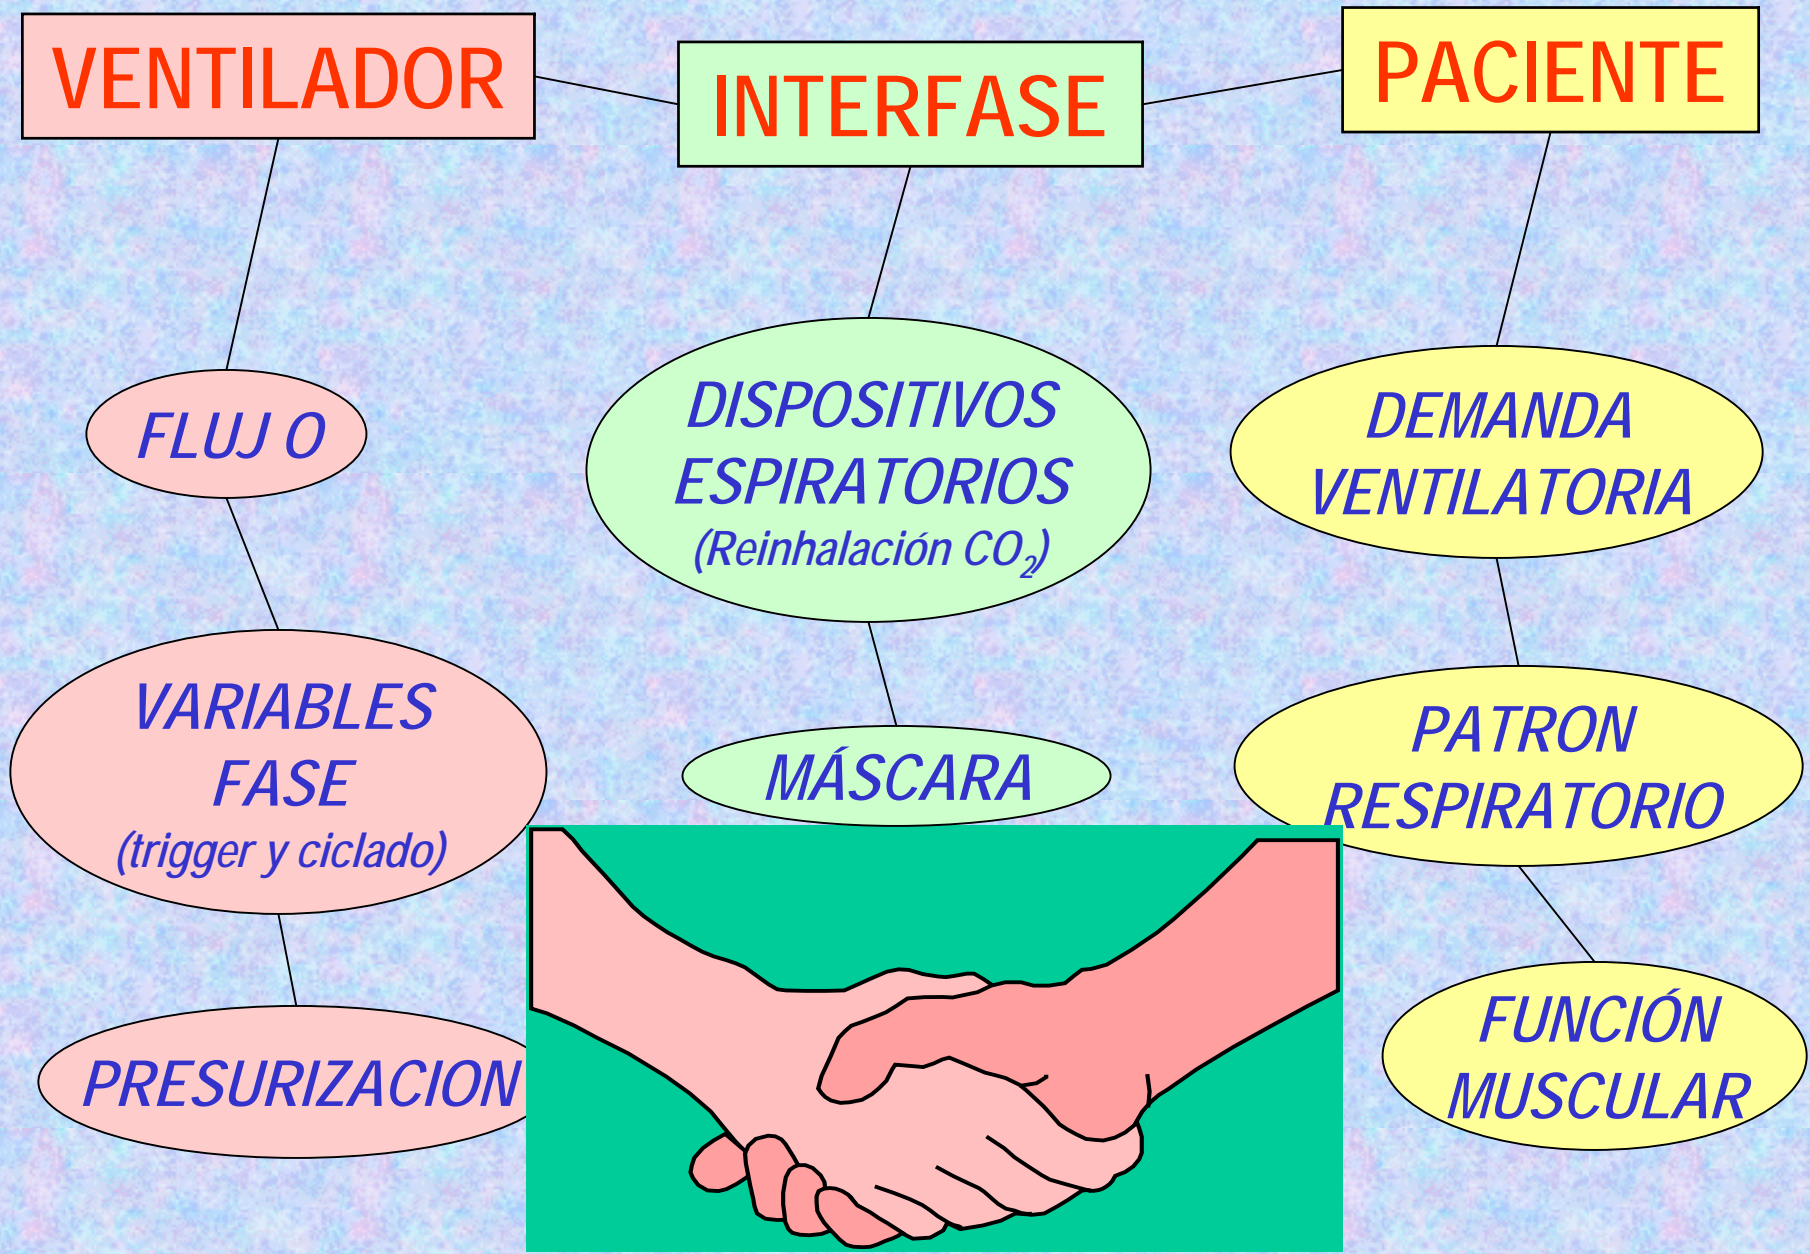 VENTILADOR
INTERFASE
PACIENTE
FLUJO
VARIABLES
FASE
(trigger y ciclado)
PRESURIZACION
DISPOSITIVOS
ESPIRATORIOS
(Reinhalación CO₂)
MÁSCARA
DEMANDA
VENTILATORIA
PATRON
RESPIRATORIO
FUNCIÓN
MUSCULAR